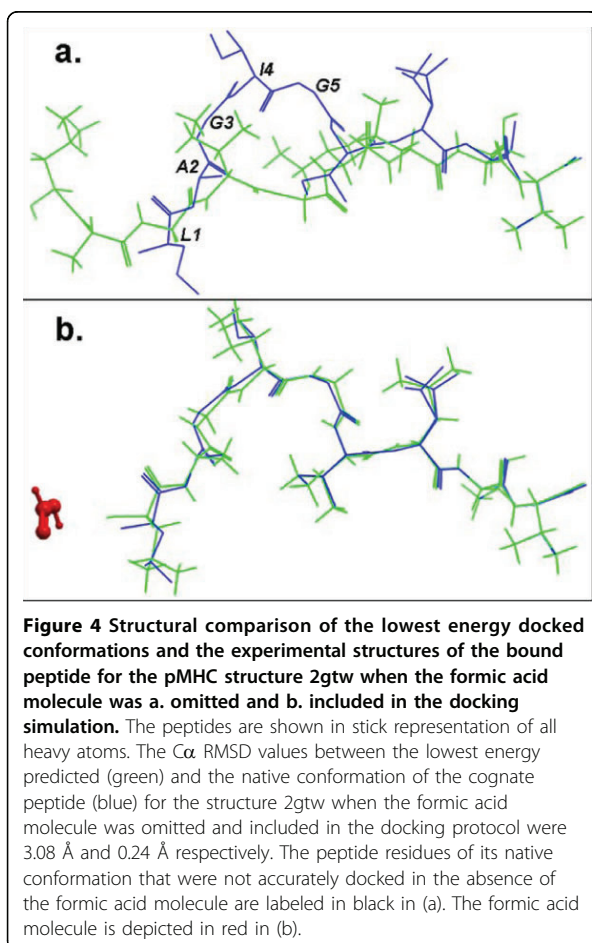 a.
I4
G5
G3
A2
L1
b.
Figure 4 Structural comparison of the lowest energy docked
conformations and the experimental structures of the bound
peptide for the pMHC structure 2gtw when the formic acid
molecule was a. omitted and b. included in the docking
simulation. The peptides are shown in stick representation of all
heavy atoms. The Cα RMSD values between the lowest energy
predicted (green) and the native conformation of the cognate
peptide (blue) for the structure 2gtw when the formic acid
molecule was omitted and included in the docking protocol were
3.08 Å and 0.24 Å respectively. The peptide residues of its native
conformation that were not accurately docked in the absence of
the formic acid molecule are labeled in black in (a). The formic acid
molecule is depicted in red in (b).